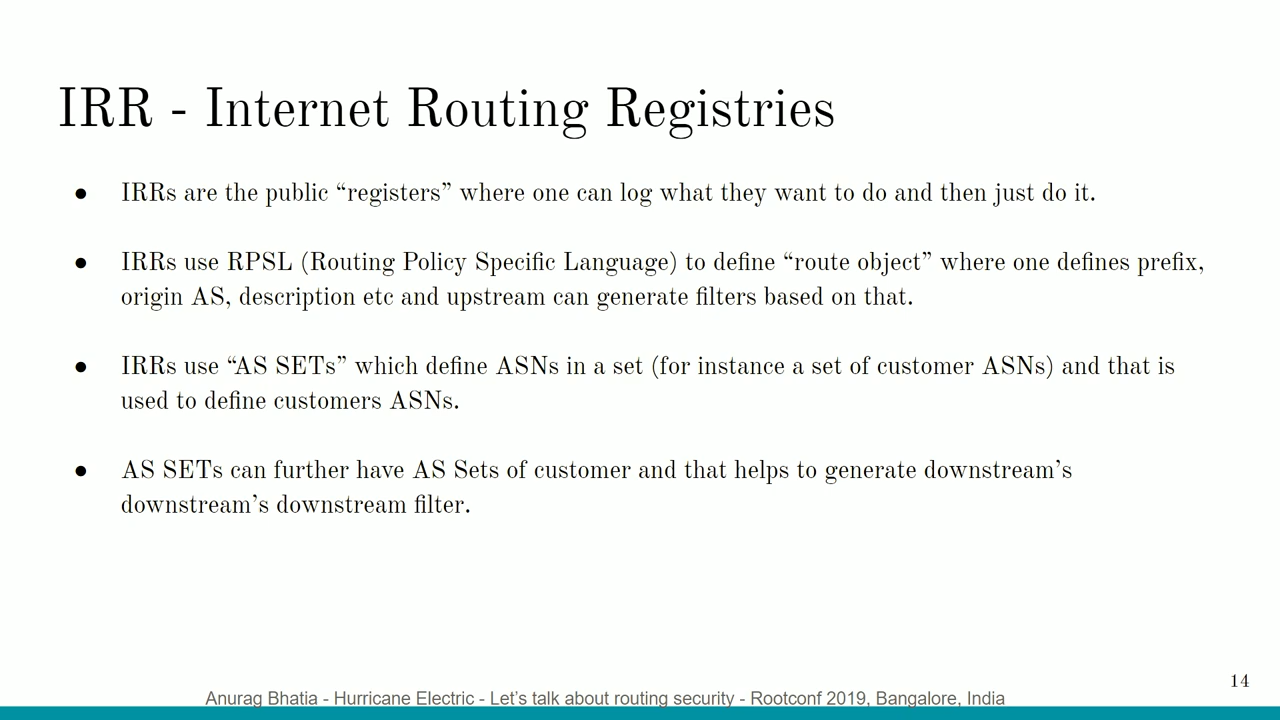 IRR - Internet Routing Registries
● IRRs are the public “registers” where one can log what they want to do and then just do it.
● IRRs use RPSL (Routing Policy Specific Language) to define “route object” where one defines prefix,
origin AS, description etc and upstream can generate filters based on that.
● IRRs use “AS SETs” which define ASNs in a set (for instance a set of customer ASNs) and that is
used to define customers ASNs.
● AS SETs can further have AS Sets of customer and that helps to generate downstream’s
downstream’s downstream filter.
14
Anurag Bhatia - Hurricane Electric - Let’s talk about routing security - Rootconf 2019, Bangalore, India